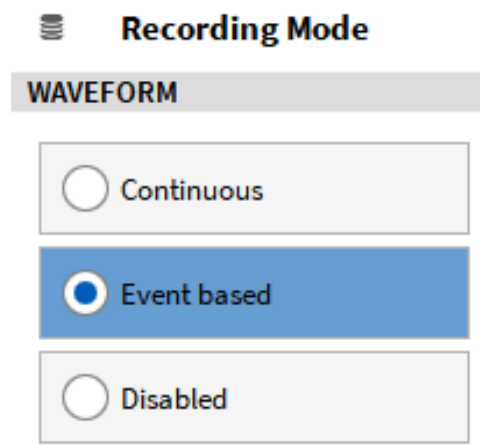 Recording Mode
WAVEFORM
Continuous
Event based
Disabled